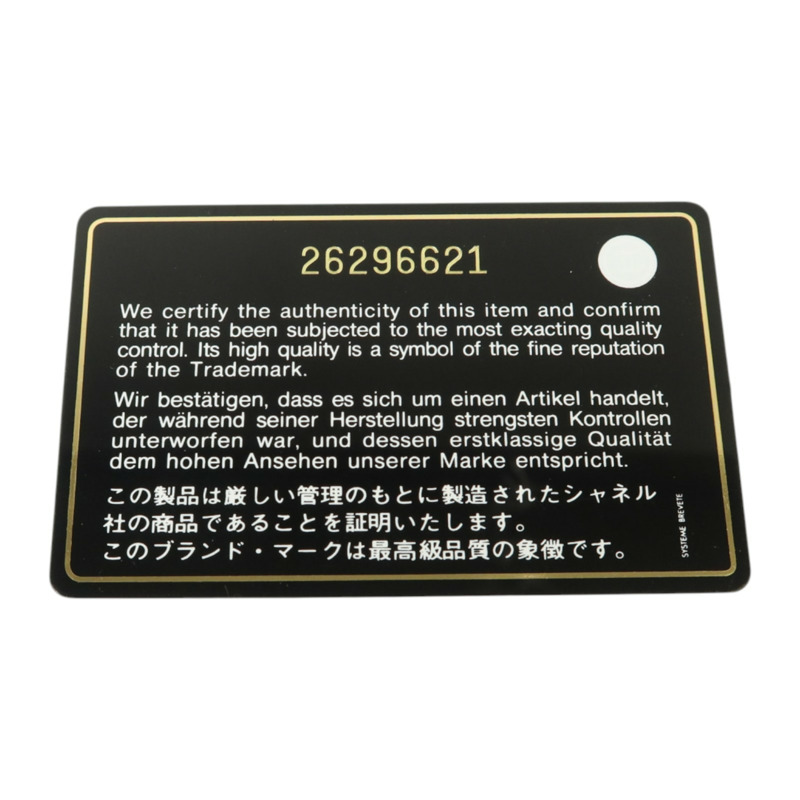 26296621
We certify the authenticity of this item and confirm
that it has been subjected to the most exacting quality
control. Its high quality is a symbol of the fine reputation
of the Trademark.
Wir bestätigen, dass es sich um einen Artikel handelt,
der während seiner Herstellung strengsten Kontrollen
unterworfen war, und dessen erstklassige Qualität
dem hohen Ansehen unserer Marke entspricht.
この製品は厳しい管理のもとに製造されたシャネル
社の商品であることを証明いたします。
このブランド・マークは最高級品質の象徴です。
SYSTEME BREVETE